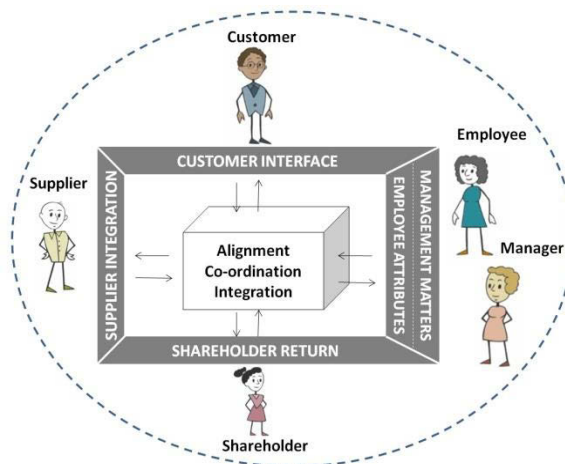 Customer
CUSTOMER INTERFACE
Employee
Supplier
SUPPLIER INTEGRATION
Alignment
Co-ordination
Integration
EMPLOYEE ATTRIBUTES
MANAGEMENT MATTERS
Manager
SHAREHOLDER RETURN
Shareholder